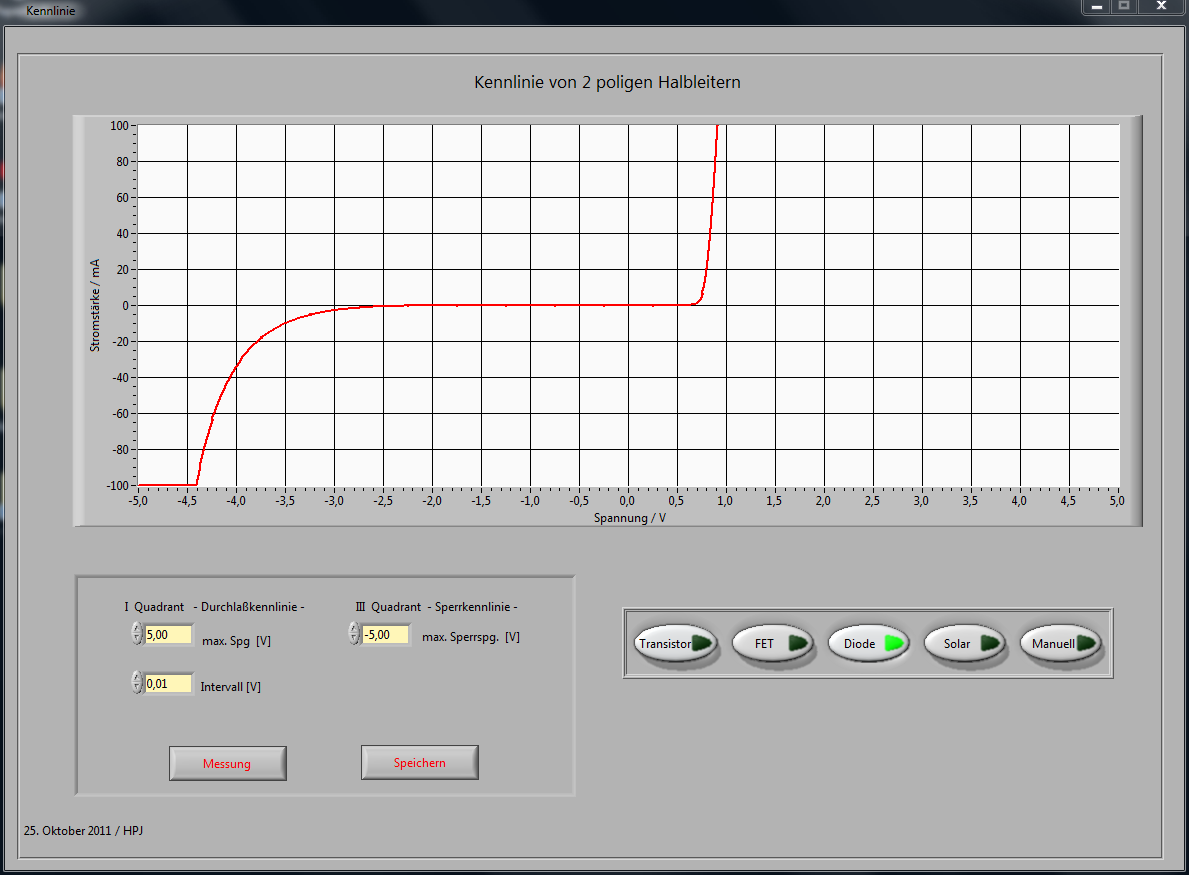 Kennlinie
Kennlinie von 2 poligen Halbleitern
100
80
60
40
20
0
-20
-40
-60
-80
-100
Stromstärke / mA
-5,0 -4,5 -4,0 -3,5 -3,0 -2,5 -2,0 -1,5 -1,0 -0,5 0,0 0,5 1,0 1,5 2,0 2,5 3,0 3,5 4,0 4,5 5,0
Spannung / V
I Quadrant - Durchlaßkennlinie - III Quadrant - Sperrkennlinie -
5,00 max. Spg [V] -5,00 max. Sperrspg. [V]
0,01 Intervall [V]
Messung Speichern
Transistor FET Diode Solar Manuell
25. Oktober 2011 / HPJ